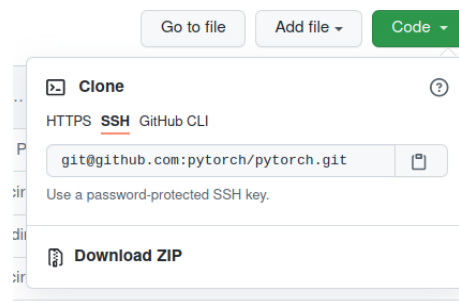 Go to file Add file Code
Clone
HTTPS SSH GitHub CLI
git@github.com:pytorch/pytorch.git
Use a password-protected SSH key.
Download ZIP